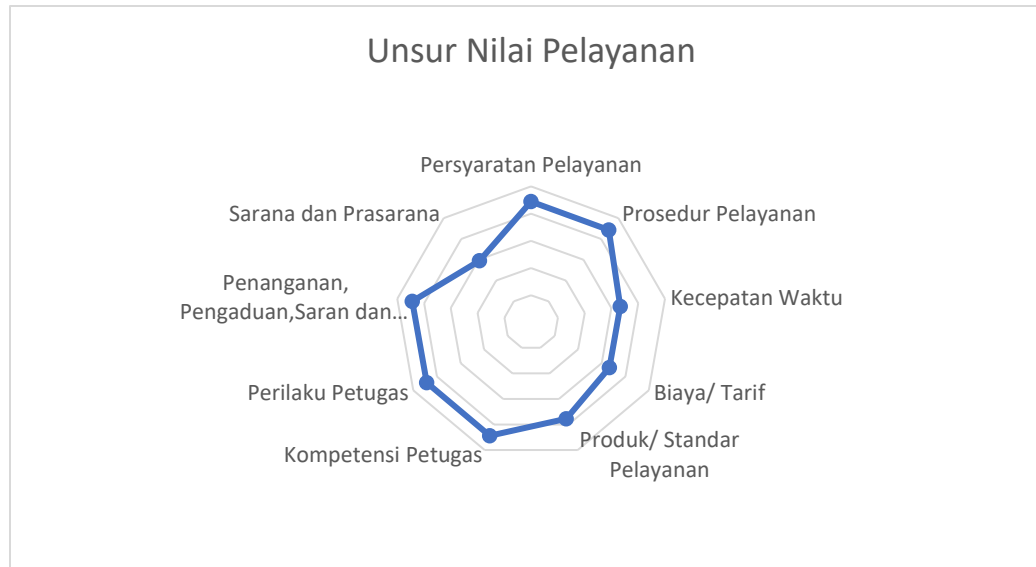 Unsur Nilai Pelayanan
Persyaratan Pelayanan
Prosedur Pelayanan
Kecepatan Waktu
Biaya/ Tarif
Produk/ Standar
Pelayanan
Kompetensi Petugas
Perilaku Petugas
Penanganan,
Pengaduan,Saran dan...
Sarana dan Prasarana